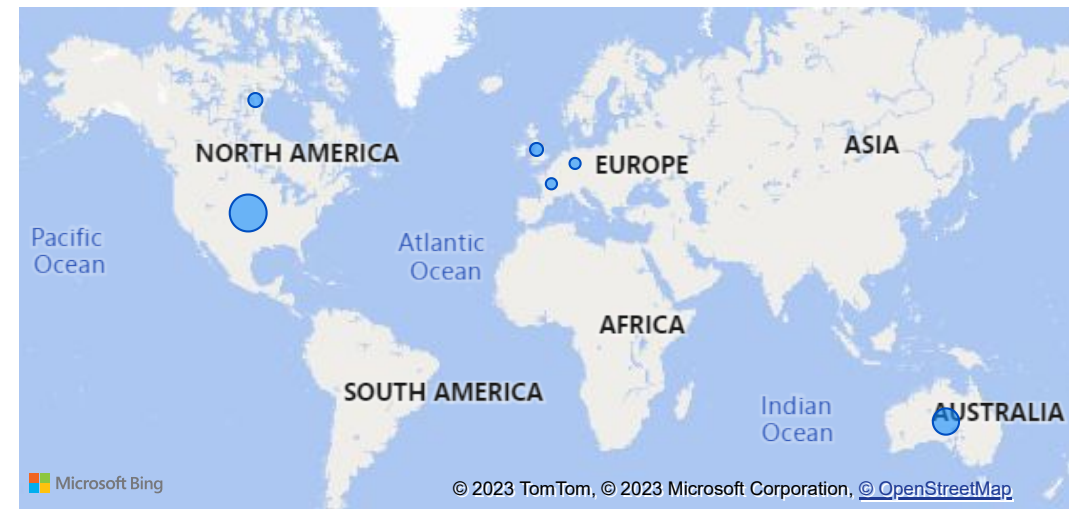 NORTH AMERICA
EUROPE
ASIA
Pacific
Ocean
Atlantic
Ocean
AFRICA
SOUTH AMERICA
Indian
Ocean
AUSTRALIA
Microsoft Bing
© 2023 TomTom, © 2023 Microsoft Corporation, © OpenStreetMap